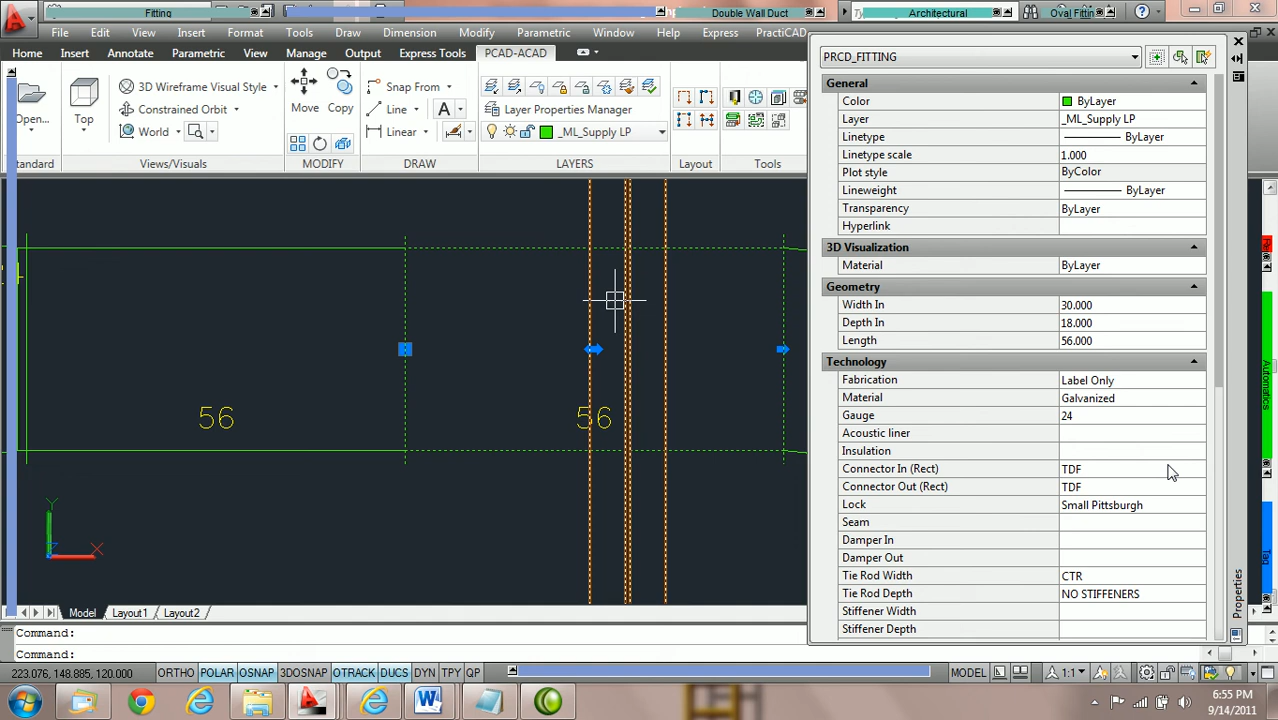 Fitting
Double Wall Duct
Architectural
Oval Fittin
File Edit View Insert Format Tools Draw Dimension Modify Parametric Window Help Express PractiCAD
Home Insert Annotate Parametric View Manage Output Express Tools PCAD-ACAD
Open...
Top
3D Wireframe Visual Style
Constrained Orbit
World
Move
Copy
Font Snap
Line
Linear
A
Layer Properties Manager
_ML_Supply LP
tandard Views/Visuals MODIFY DRAW LAYERS Layout Tools
PRCD_FITTING
General
Color ByLayer
Layer _ML_Supply LP
Linetype ByLayer
Linetype scale 1.000
Plot style ByColor
Lineweight ByLayer
Transparency ByLayer
Hyperlink
3D Visualization
Material ByLayer
Geometry
Width In 30.000
Depth In 18.000
Length 56.000
Technology
Fabrication Label Only
Material Galvanized
Gauge 24
Acoustic liner
Insulation
Connector In (Rect) TDF
Connector Out (Rect) TDF
Lock Small Pittsburgh
Seam
Damper In
Damper Out
Tie Rod Width CTR
Tie Rod Depth NO STIFFENERS
Stiffener Width
Stiffener Depth
Properties
Automatics
Tag
56
56
Y
X
Model Layout1 Layout2
Command:
Command:
223.076, 148.885, 120.000 ORTHO POLAR OSNAP 3DOSNAP OTRACK DUCS DYN TPY QP MODEL 1:1
6:55 PM
9/14/2011